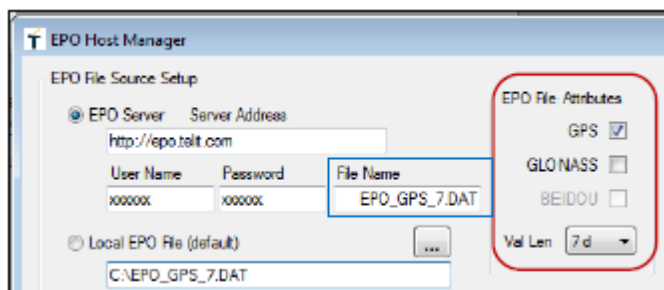 EPO Host Manager
EPO File Source Setup
EPO Server Server Address
http://epo.telit.com
User Name Password File Name
xxxxxx xxxxxx EPO_GPS_7.DAT
Local EPO File (default) ...
C:\EPO_GPS_7.DAT
EPO File Attributes
GPS
GLONASS
BEIDOU
Val Len 7 d